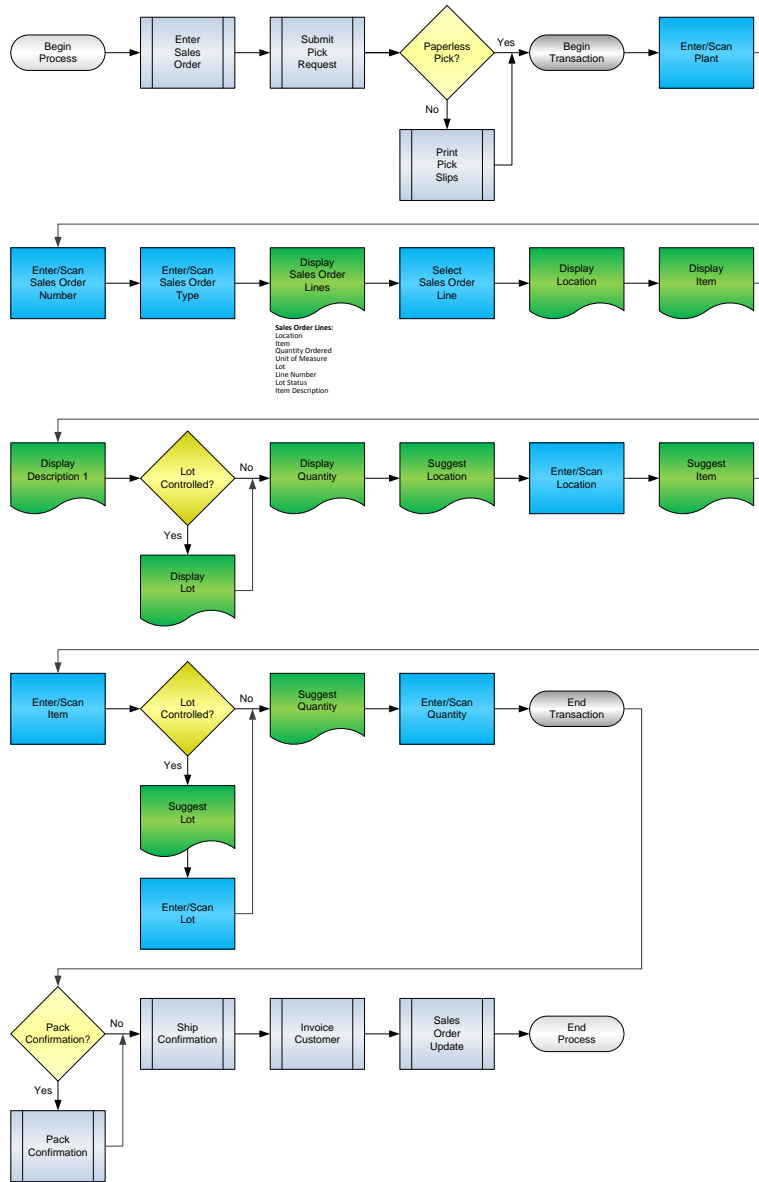 Begin
Process
Enter
Sales
Order
Submit
Pick
Request
Paperless
Pick?
Yes
No
Print
Pick
Slips
Begin
Transaction
Enter/Scan
Plant
Enter/Scan
Sales Order
Number
Enter/Scan
Sales Order
Type
Display
Sales Order
Lines
Sales Order Lines:
Location
Item
Quantity Ordered
Unit of Measure
Lot
Line Number
Lot Status
Item Description
Select
Sales Order
Line
Display
Location
Display
Item
Display
Description 1
Lot
Controlled?
No
Yes
Display
Lot
Display
Quantity
Suggest
Location
Enter/Scan
Location
Suggest
Item
Enter/Scan
Item
Lot
Controlled?
No
Yes
Suggest
Lot
Enter/Scan
Lot
Suggest
Quantity
Enter/Scan
Quantity
End
Transaction
Pack
Confirmation?
No
Yes
Pack
Confirmation
Ship
Confirmation
Invoice
Customer
Sales
Order
Update
End
Process